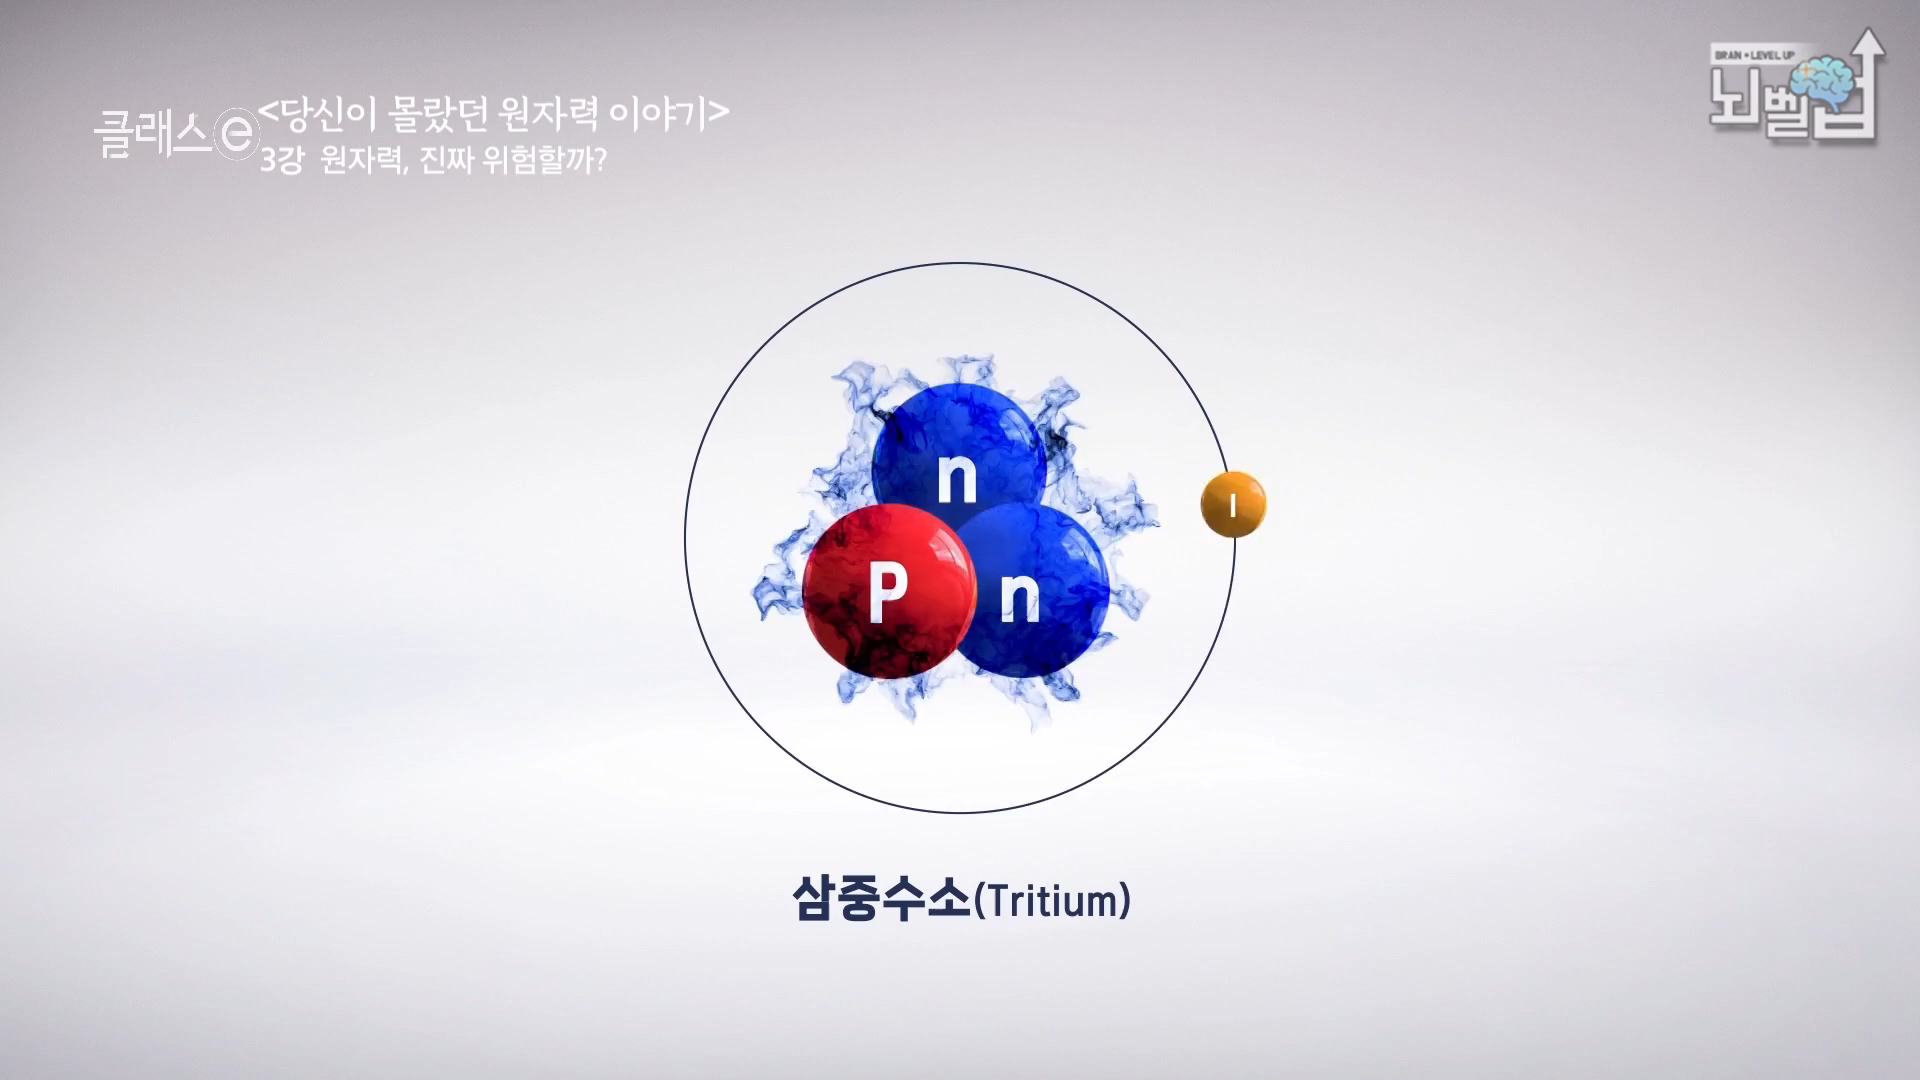 클래스e
<당신이 몰랐던 원자력 이야기>
3강 원자력, 진짜 위험할까?
BRAIN + LEVEL UP
뇌벨업
n
P
n
삼중수소(Tritium)